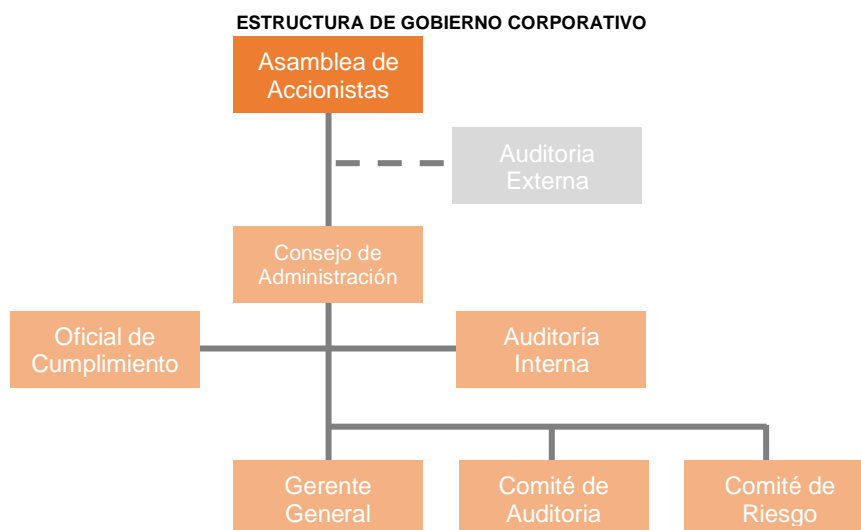 ESTRUCTURA DE GOBIERNO CORPORATIVO
Asamblea de
Accionistas
Auditoria
Externa
Consejo de
Administración
Oficial de
Cumplimiento
Auditoría
Interna
Gerente
General
Comité de
Auditoria
Comité de
Riesgo